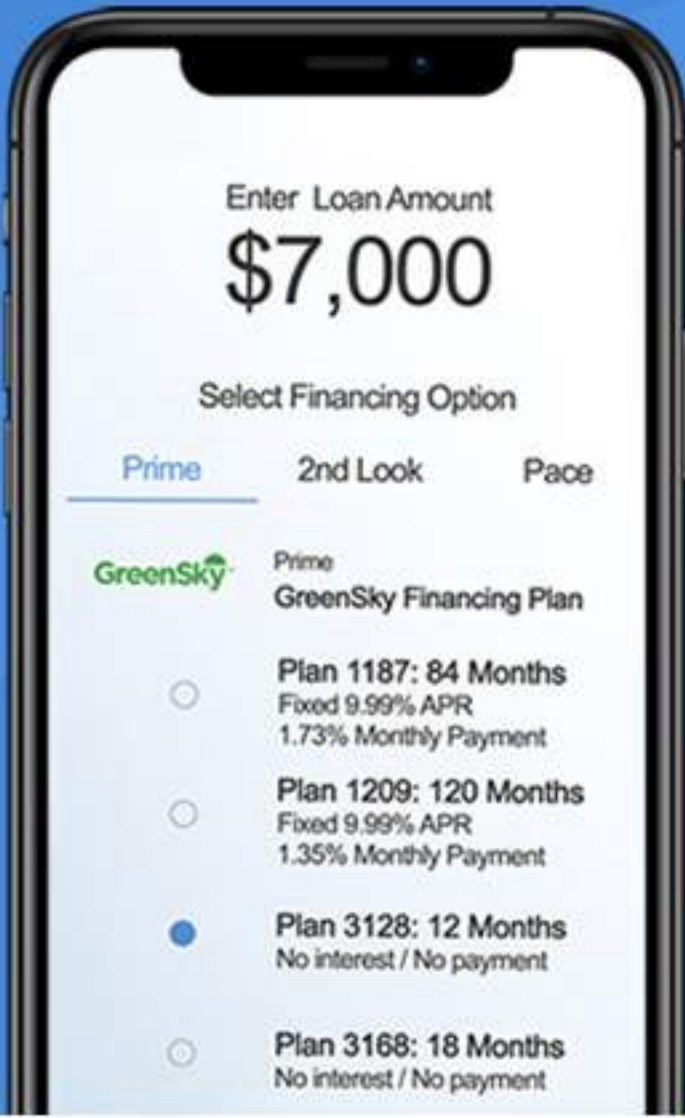 Enter Loan Amount
$7,000
Select Financing Option
Prime 2nd Look Pace
GreenSky
Prime
GreenSky Financing Plan
Plan 1187: 84 Months
Fixed 9.99% APR
1.73% Monthly Payment
Plan 1209: 120 Months
Fixed 9.99% APR
1.35% Monthly Payment
Plan 3128: 12 Months
No interest / No payment
Plan 3168: 18 Months
No interest / No payment